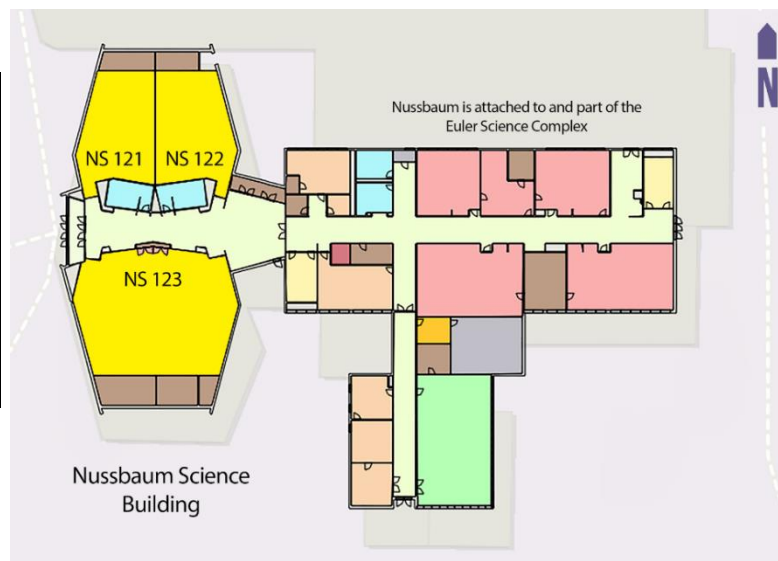 N
Nussbaum is attached to and part of the
Euler Science Complex
NS 121
NS 122
NS 123
Nussbaum Science
Building